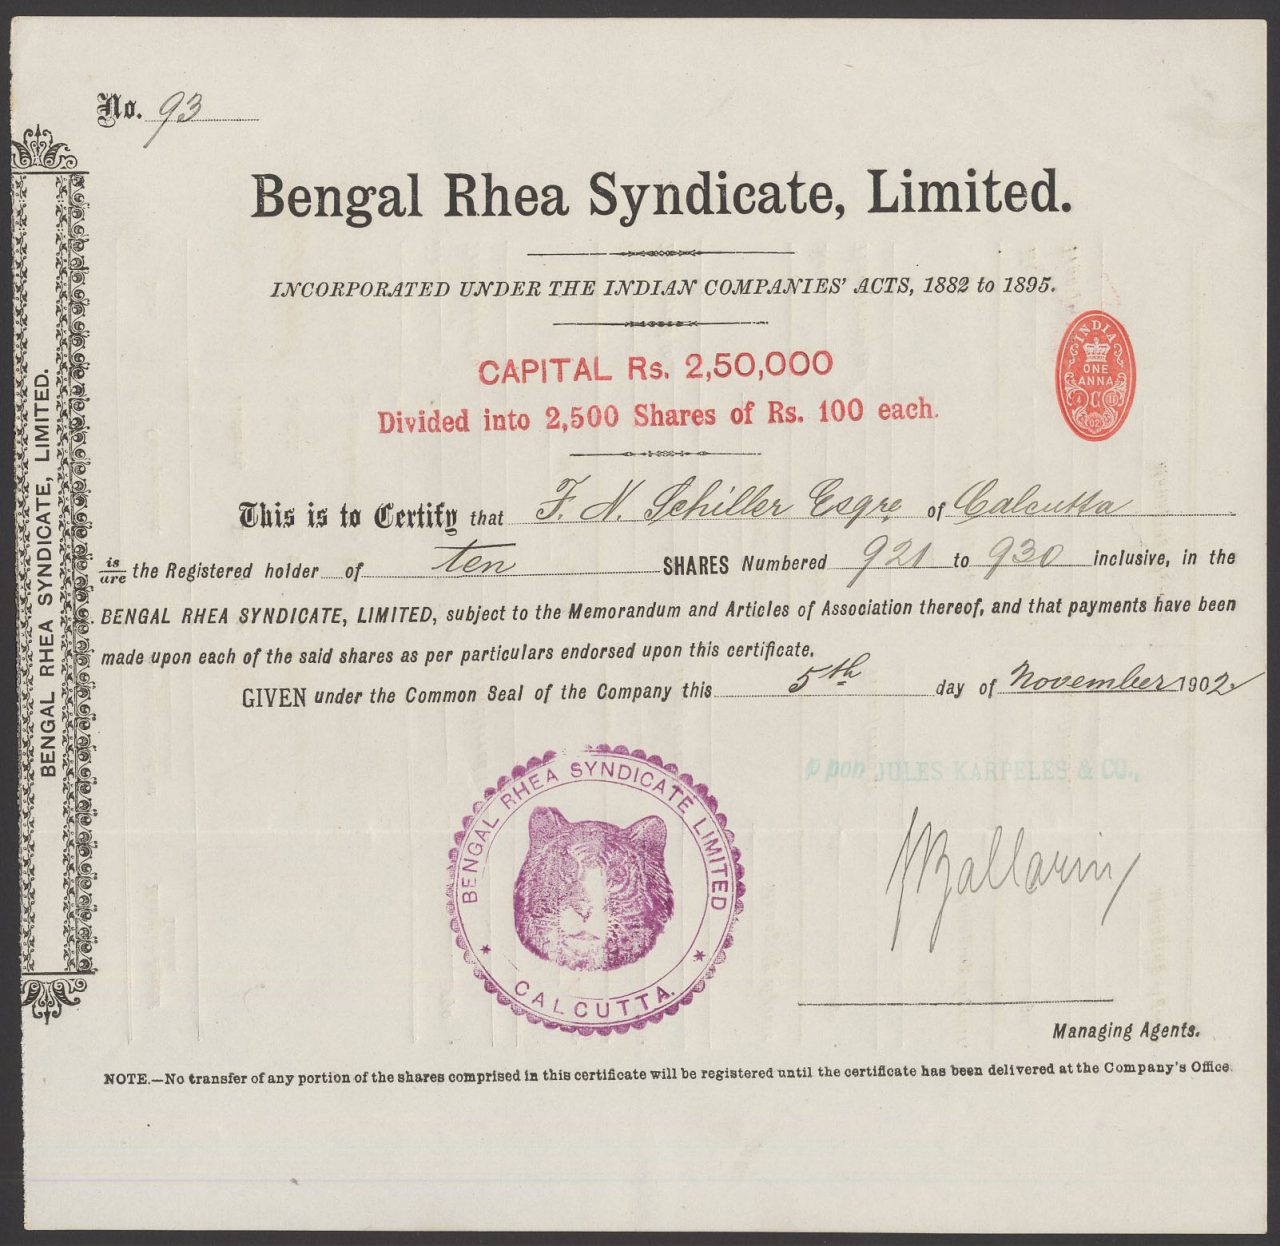 No. 93
Bengal Rhea Syndicate, Limited.
INCORPORATED UNDER THE INDIAN COMPANIES' ACTS, 1882 to 1895.
CAPITAL Rs. 2,50,000
Divided into 2,500 Shares of Rs. 100 each.
INDIA
ONE
ANNA
C
02
This is to Certify that F. N. Schiller Esqre of Calcutta
is/are the Registered holder of ten SHARES Numbered 921 to 930 inclusive, in the
BENGAL RHEA SYNDICATE, LIMITED, subject to the Memorandum and Articles of Association thereof, and that payments have been
made upon each of the said shares as per particulars endorsed upon this certificate.
GIVEN under the Common Seal of the Company this 5th day of November 1902
BENGAL RHEA SYNDICATE, LIMITED.
BENGAL RHEA SYNDICATE LIMITED
CALCUTTA.
p pon JULES KARPELES & CO.,
Ballarin
Managing Agents.
NOTE.—No transfer of any portion of the shares comprised in this certificate will be registered until the certificate has been delivered at the Company's Office.